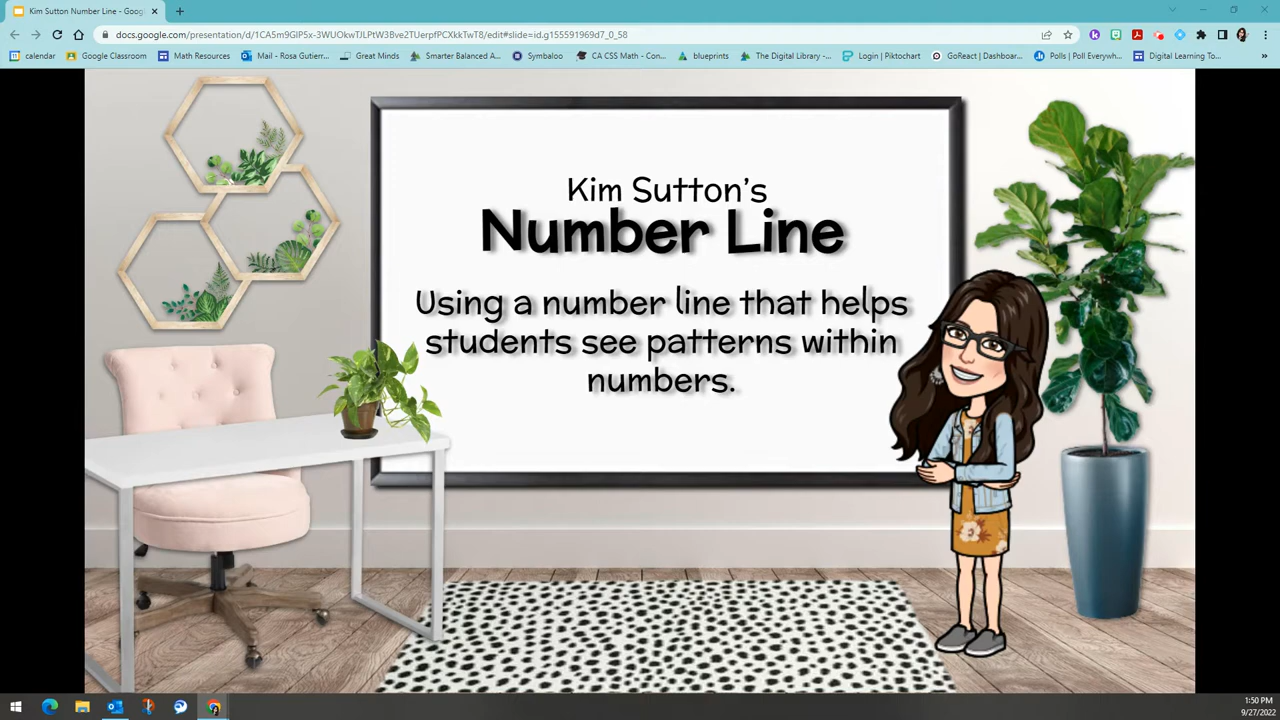 Kim Sutton Number Line - Goog
docs.google.com/presentation/d/1CA5m9GlP5x-3WUOkwTJLPtW3Bve2TUerpfPCXkkTwT8/edit#slide=id.g155591969d7_0_58
calendar Google Classroom Math Resources Mail - Rosa Gutierr... Great Minds Smarter Balanced A... Symbaloo CA CSS Math - Con... blueprints The Digital Library -... Login | Piktochart GoReact | Dashboar... Polls | Poll Everywh... Digital Learning To... »
Kim Sutton's
Number Line
Using a number line that helps
students see patterns within
numbers.
1:50 PM
9/27/2022